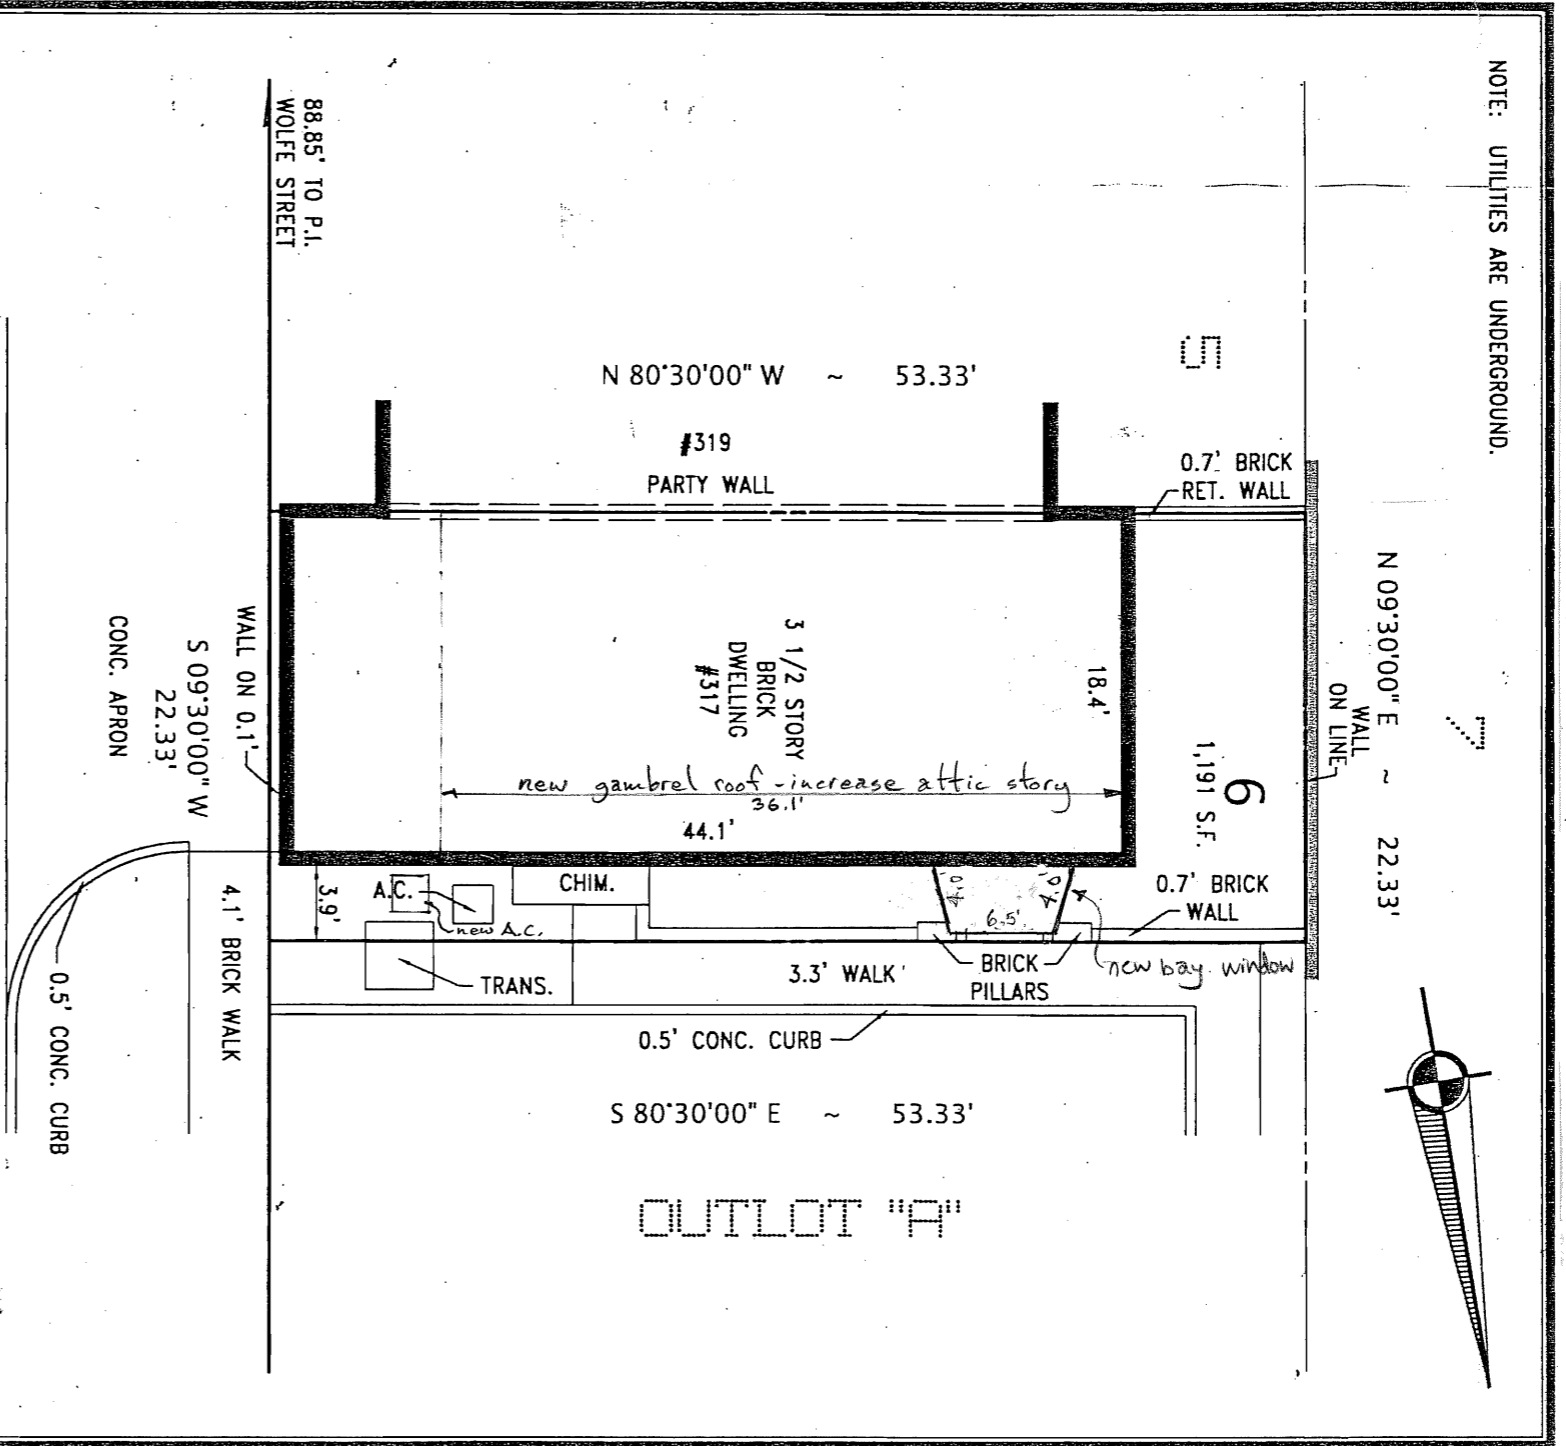 NOTE: UTILITIES ARE UNDERGROUND.
88.85' TO P.I.
WOLFE STREET
5
N 80°30'00" W ~ 53.33'
#319
PARTY WALL
0.7' BRICK
RET. WALL
N 09°30'00" E ~ 22.33'
WALL
ON LINE
7
WALL ON 0.1'
S 09°30'00" W
22.33'
CONC. APRON
3 1/2 STORY
BRICK
DWELLING
#317
18.4'
6
1,191 S.F.
new gambrel roof - increase attic story
36.1'
44.1'
3.9'
A.C.
new A.C.
CHIM.
4.0'
4.0'
6.5'
0.7' BRICK
WALL
TRANS.
3.3' WALK
BRICK
PILLARS
new bay window
4.1' BRICK WALK
0.5' CONC. CURB
0.5' CONC. CURB
S 80°30'00" E ~ 53.33'
OUTLOT "A"